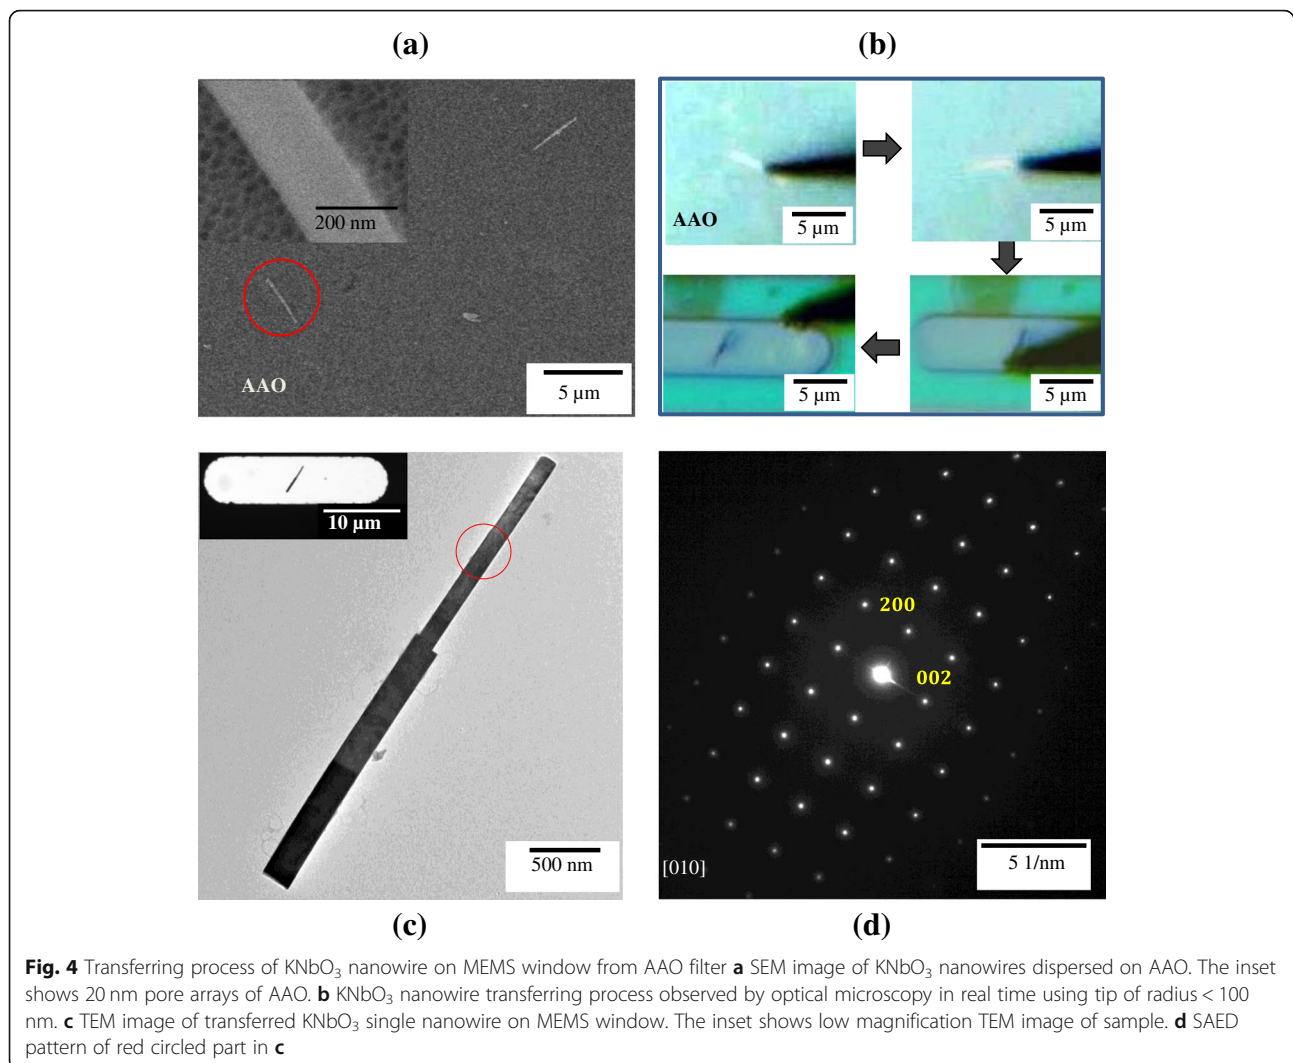 (a)
(b)
200 nm
AAO
5 µm
AAO
5 µm
5 µm
5 µm
5 µm
10 µm
500 nm
(c)
200
002
[010]
5 1/nm
(d)
Fig. 4 Transferring process of KNbO₃ nanowire on MEMS window from AAO filter a SEM image of KNbO₃ nanowires dispersed on AAO. The inset
shows 20 nm pore arrays of AAO. b KNbO₃ nanowire transferring process observed by optical microscopy in real time using tip of radius < 100
nm. c TEM image of transferred KNbO₃ single nanowire on MEMS window. The inset shows low magnification TEM image of sample. d SAED
pattern of red circled part in c